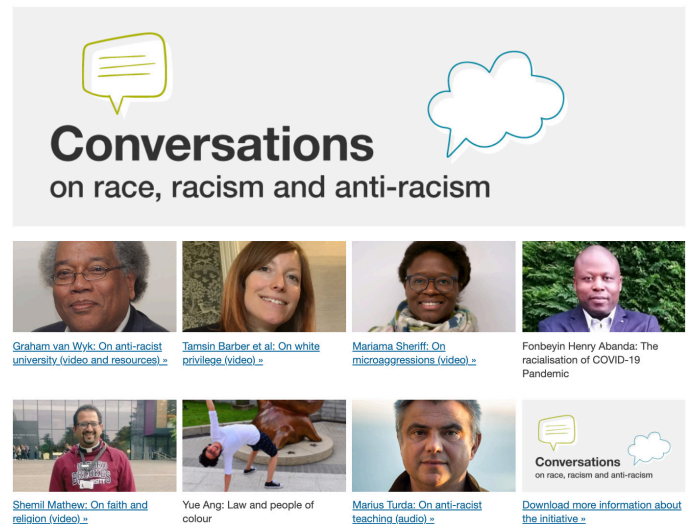 Conversations
on race, racism and anti-racism
Graham van Wyk: On anti-racist
university (video and resources) »
Tamsin Barber et al: On white
privilege (video) »
Mariama Sheriff: On
microaggressions (video) »
Fonbeyin Henry Abanda: The
racialisation of COVID-19
Pandemic
Shemil Mathew: On faith and
religion (video) »
Yue Ang: Law and people of
colour
Marius Turda: On anti-racist
teaching (audio) »
Conversations
on race, racism and anti-racism
Download more information about
the initiative »